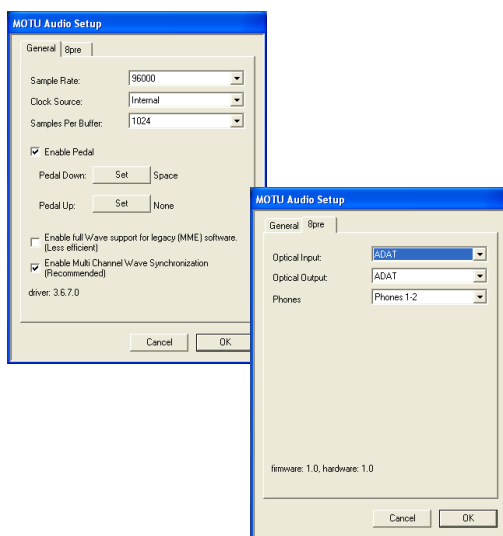 MOTU Audio Setup
General 8pre
Sample Rate: 96000
Clock Source: Internal
Samples Per Buffer: 1024
Enable Pedal
Pedal Down: Set Space
Pedal Up: Set None
Enable full Wave support for legacy (MME) software.
(Less efficient)
Enable Multi Channel Wave Synchronization
(Recommended)
driver: 3.6.7.0
Cancel OK
MOTU Audio Setup
General 8pre
Optical Input: ADAT
Optical Output: ADAT
Phones Phones 1-2
firmware: 1.0, hardware: 1.0
Cancel OK